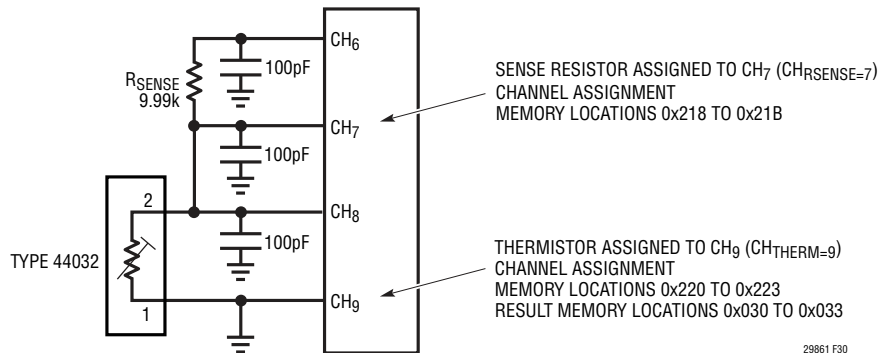 CH6
100pF
RSENSE
9.99k
CH7
100pF
2
CH8
100pF
TYPE 44032
1
CH9
SENSE RESISTOR ASSIGNED TO CH7 (CHRSENSE=7)
CHANNEL ASSIGNMENT
MEMORY LOCATIONS 0x218 TO 0x21B
THERMISTOR ASSIGNED TO CH9 (CHTHERM=9)
CHANNEL ASSIGNMENT
MEMORY LOCATIONS 0x220 TO 0x223
RESULT MEMORY LOCATIONS 0x030 TO 0x033
29861 F30